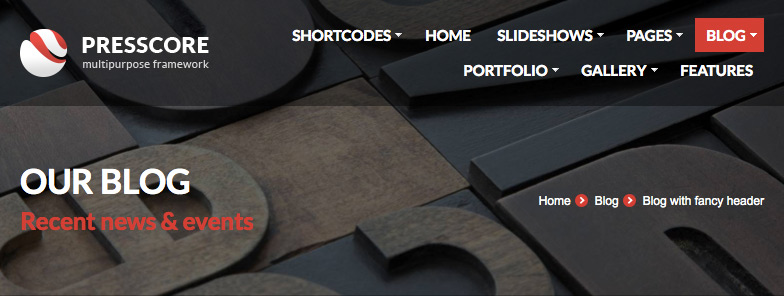 PRESSCORE
multipurpose framework
SHORTCODES HOME SLIDESHOWS PAGES BLOG
PORTFOLIO GALLERY FEATURES
OUR BLOG
Recent news & events
Home Blog Blog with fancy header